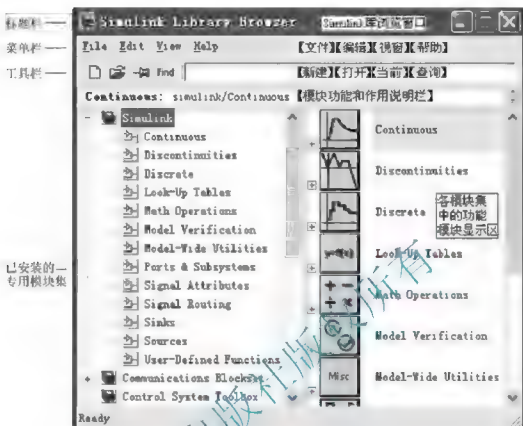 标题栏 Simulink Library Browser Simulink库浏览窗口
菜单栏 File Edit View Help 【文件】【编辑】【视窗】【帮助】
工具栏 Find 【新建】【打开】【当前】【查询】
Continuous: simulink/Continuous 【模块功能和作用说明栏】
Simulink
Continuous
Discontinuities
Discrete
Look-Up Tables
Math Operations
Model Verification
Model-Wide Utilities
Ports & Subsystems
Signal Attributes
Signal Routing
Sinks
Sources
User-Defined Functions
Communications Blockset
Control System Toolbox
已安装的
专用模块集
Continuous
Discontinuities
Discrete
各模块集
中的功能
模块显示区
Look-Up Tables
Math Operations
Model Verification
Misc Model-Wide Utilities
Ready